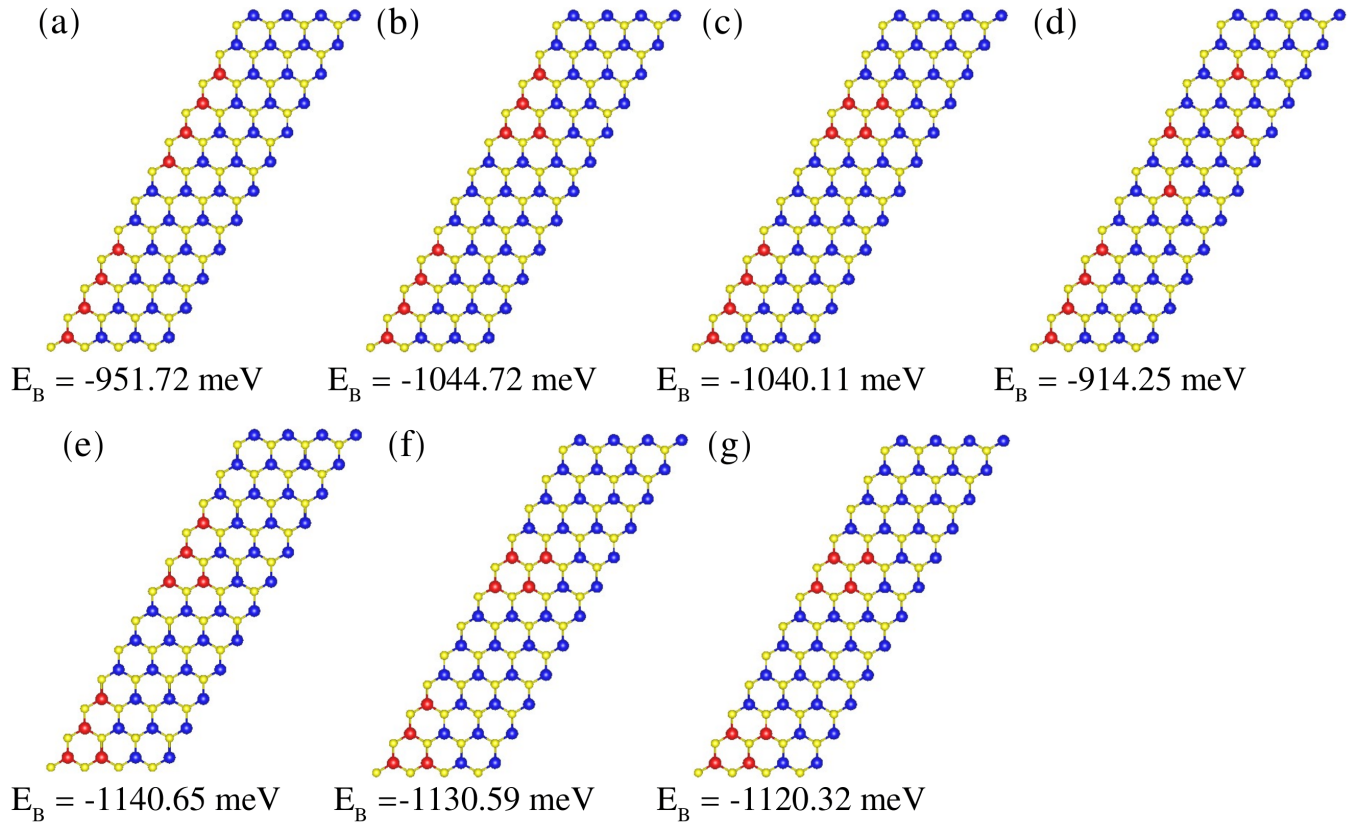 (a) (b) (c) (d)
E_B = -951.72 meV E_B = -1044.72 meV E_B = -1040.11 meV E_B = -914.25 meV
(e) (f) (g)
E_B = -1140.65 meV E_B =-1130.59 meV E_B = -1120.32 meV